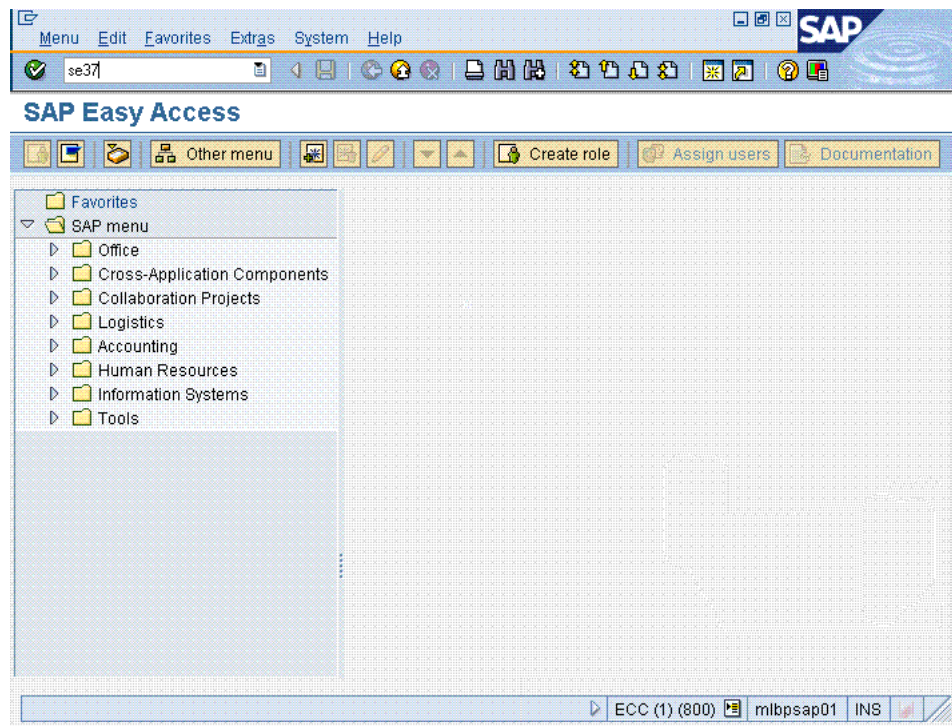 Menu Edit Favorites Extras System Help
SAP
se37
SAP Easy Access
Other menu Create role Assign users Documentation
Favorites
SAP menu
Office
Cross-Application Components
Collaboration Projects
Logistics
Accounting
Human Resources
Information Systems
Tools
ECC (1) (800) mlbpsap01 INS